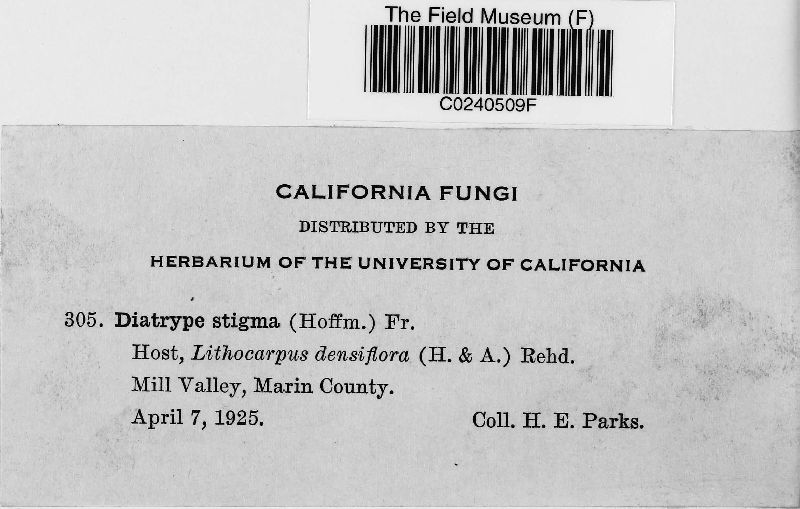 The Field Museum (F)
C0240509F
CALIFORNIA FUNGI
DISTRIBUTED BY THE
HERBARIUM OF THE UNIVERSITY OF CALIFORNIA
305. Diatrype stigma (Hoffm.) Fr.
Host, Lithocarpus densiflora (H. & A.) Rehd.
Mill Valley, Marin County.
April 7, 1925. Coll. H. E. Parks.